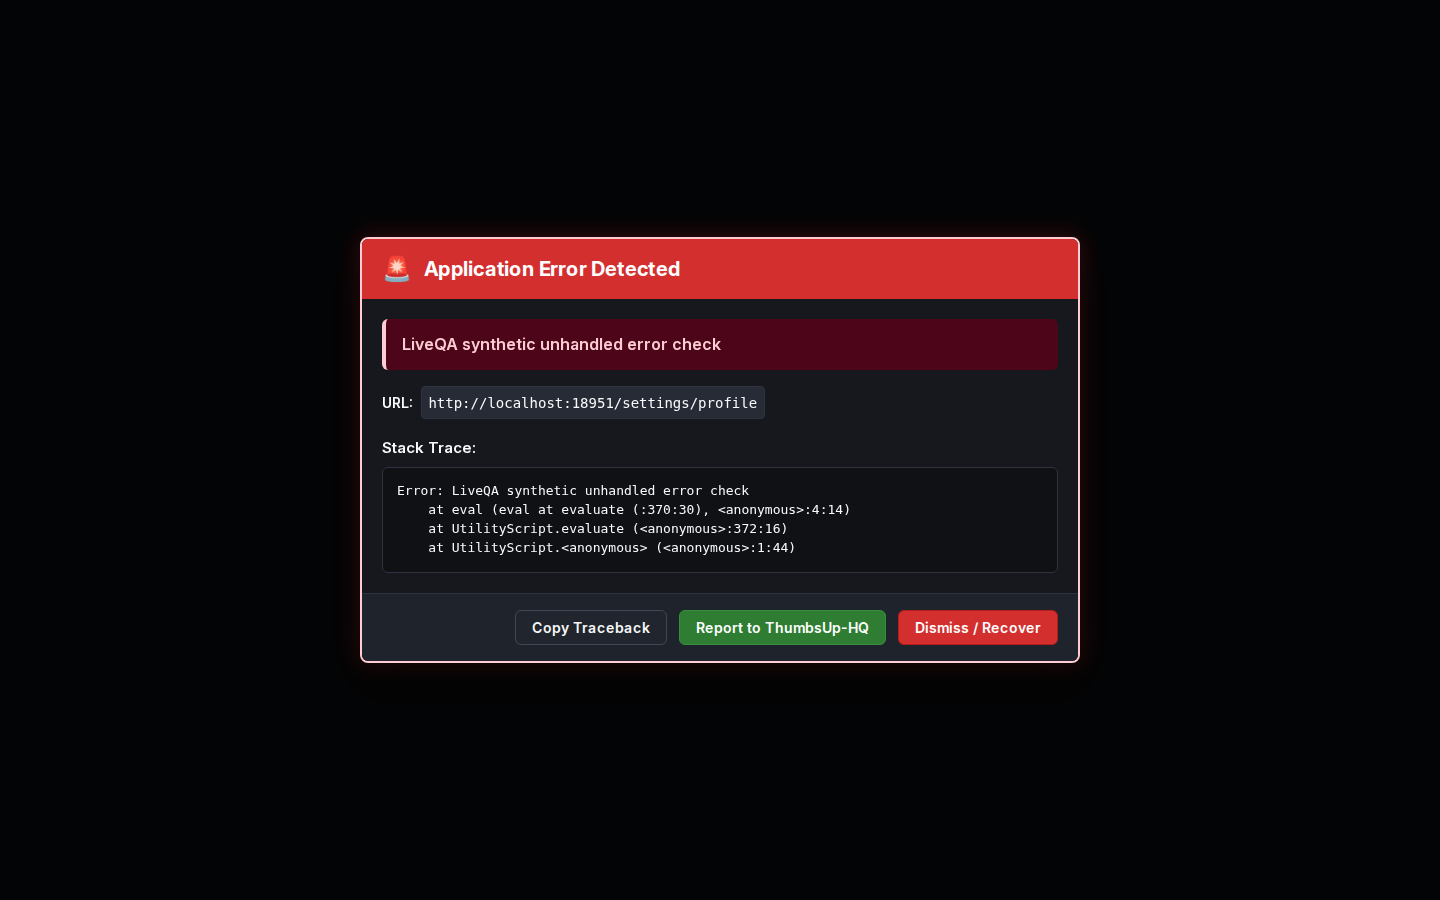 🚨 Application Error Detected
LiveQA synthetic unhandled error check
URL: http://localhost:18951/settings/profile
Stack Trace:
Error: LiveQA synthetic unhandled error check
    at eval (eval at evaluate (:370:30), <anonymous>:4:14)
    at UtilityScript.evaluate (<anonymous>:372:16)
    at UtilityScript.<anonymous> (<anonymous>:1:44)
Copy Traceback Report to ThumbsUp-HQ Dismiss / Recover